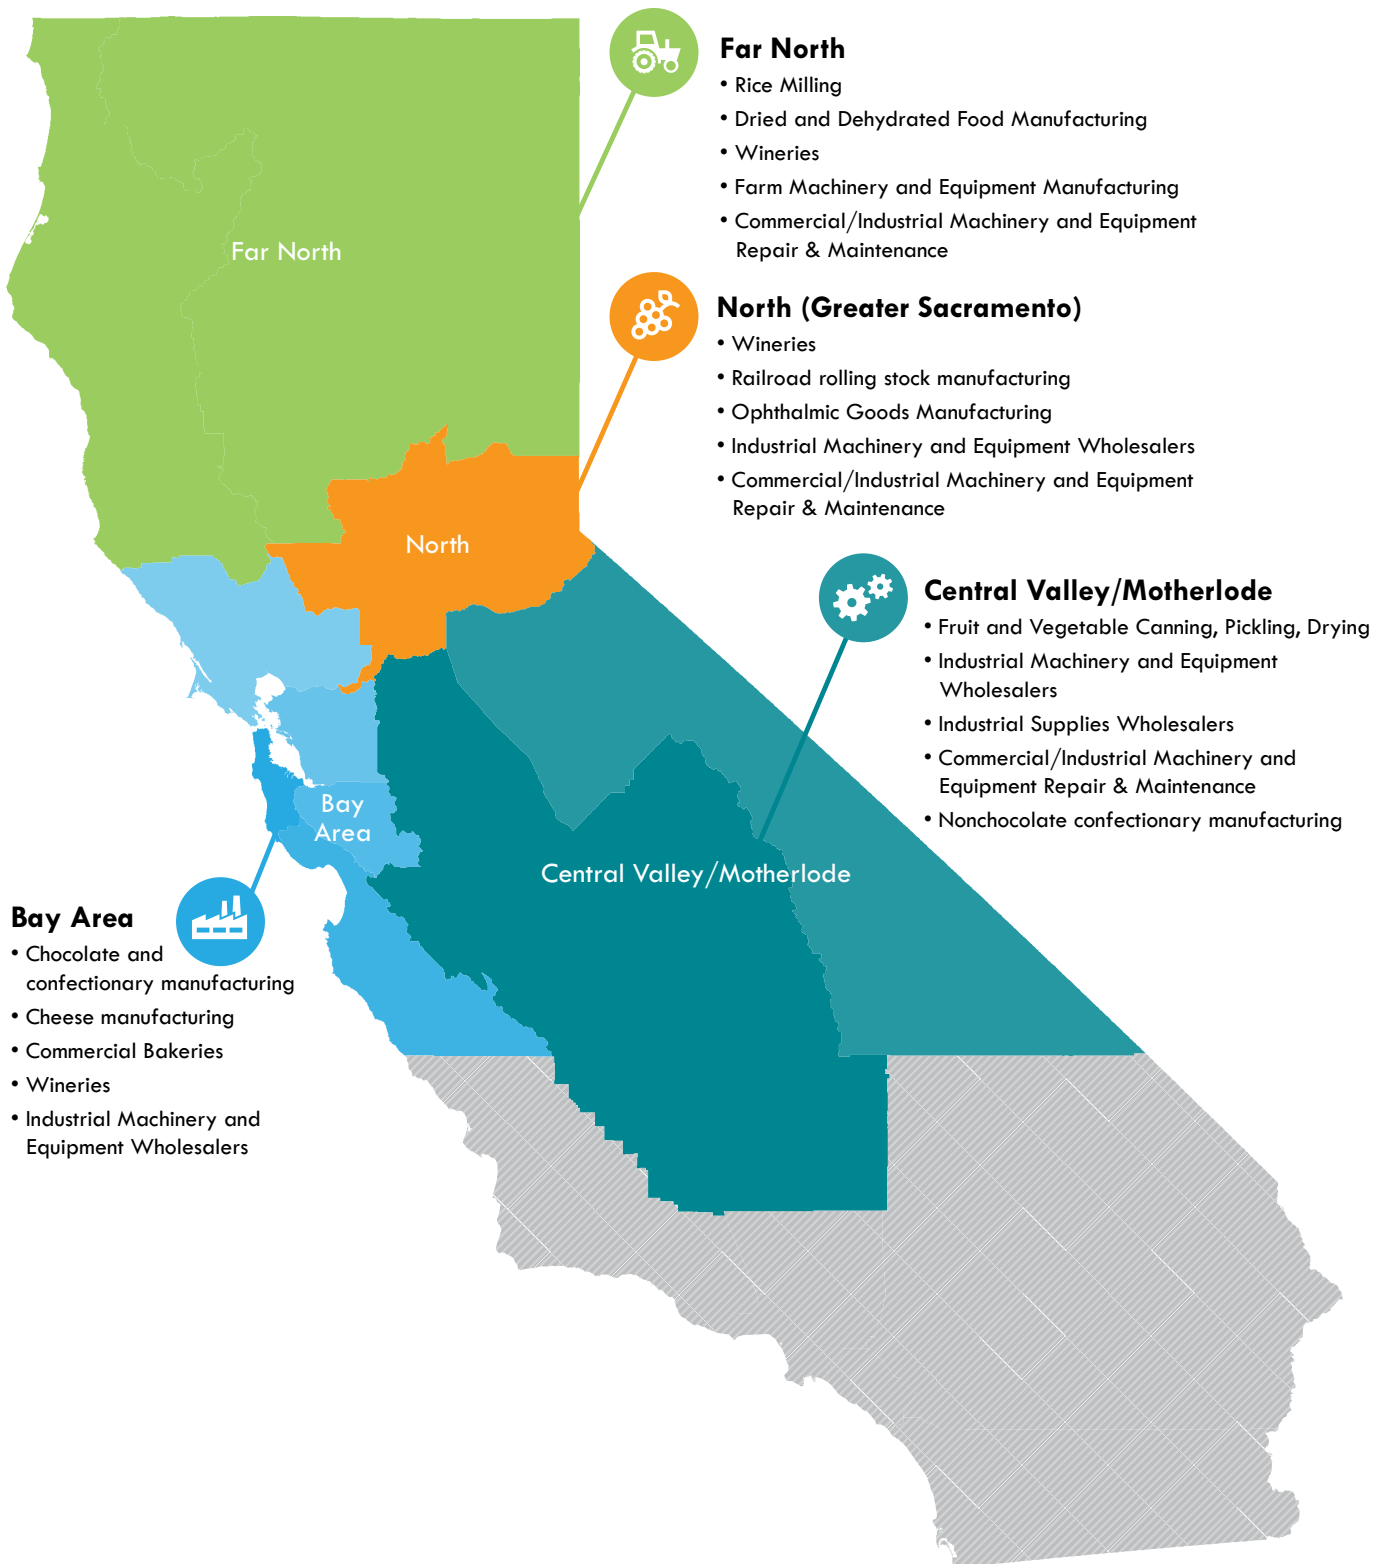 Far North
• Rice Milling
• Dried and Dehydrated Food Manufacturing
• Wineries
• Farm Machinery and Equipment Manufacturing
• Commercial/Industrial Machinery and Equipment
Repair & Maintenance
Far North
North (Greater Sacramento)
• Wineries
• Railroad rolling stock manufacturing
• Ophthalmic Goods Manufacturing
• Industrial Machinery and Equipment Wholesalers
• Commercial/Industrial Machinery and Equipment
Repair & Maintenance
North
Central Valley/Motherlode
• Fruit and Vegetable Canning, Pickling, Drying
• Industrial Machinery and Equipment
Wholesalers
• Industrial Supplies Wholesalers
• Commercial/Industrial Machinery and
Equipment Repair & Maintenance
• Nonchocolate confectionary manufacturing
Bay
Area
Central Valley/Motherlode
Bay Area
• Chocolate and
confectionary manufacturing
• Cheese manufacturing
• Commercial Bakeries
• Wineries
• Industrial Machinery and
Equipment Wholesalers